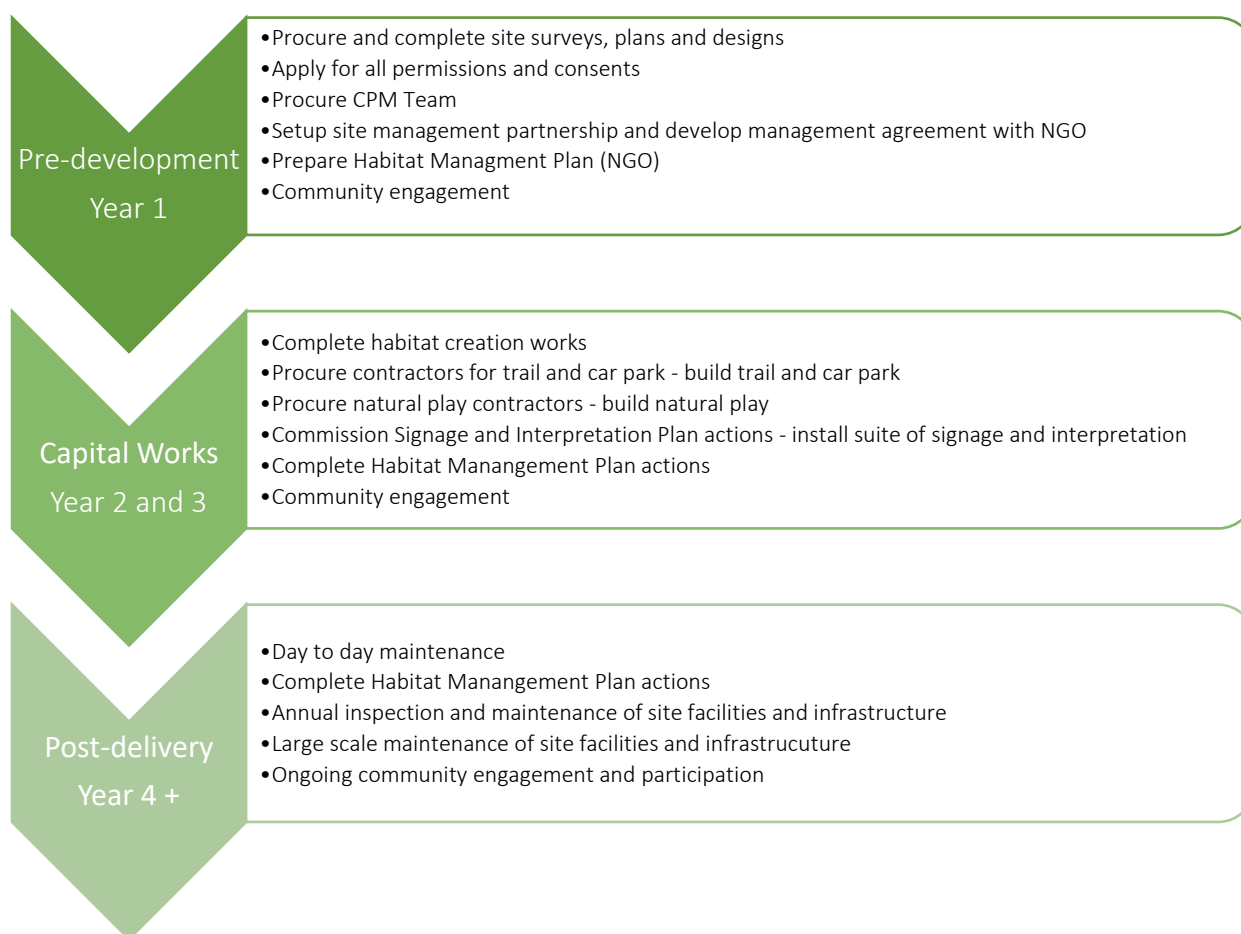 Pre-development
Year 1
•Procure and complete site surveys, plans and designs
•Apply for all permissions and consents
•Procure CPM Team
•Setup site management partnership and develop management agreement with NGO
•Prepare Habitat Managment Plan (NGO)
•Community engagement
Capital Works
Year 2 and 3
•Complete habitat creation works
•Procure contractors for trail and car park - build trail and car park
•Procure natural play contractors - build natural play
•Commission Signage and Interpretation Plan actions - install suite of signage and interpretation
•Complete Habitat Manangement Plan actions
•Community engagement
Post-delivery
Year 4 +
•Day to day maintenance
•Complete Habitat Manangement Plan actions
•Annual inspection and maintenance of site facilities and infrastructure
•Large scale maintenance of site facilities and infrastrucuture
•Ongoing community engagement and participation